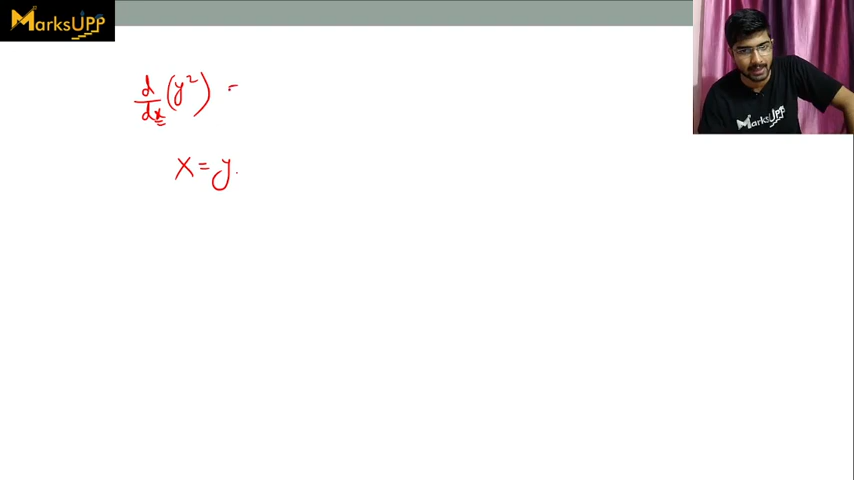 MarksUPP
d/dx (y²) =
x = y
MarksUPP